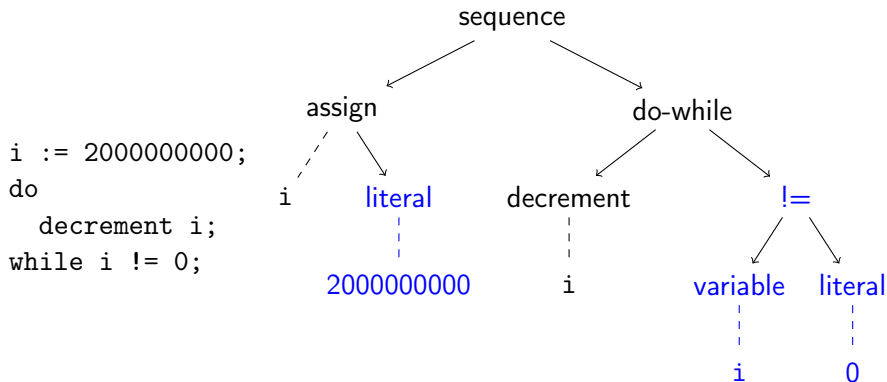 sequence
assign do-while
i := 2000000000;
do
decrement i;
while i != 0;
i literal decrement !=
2000000000 i variable literal
i 0